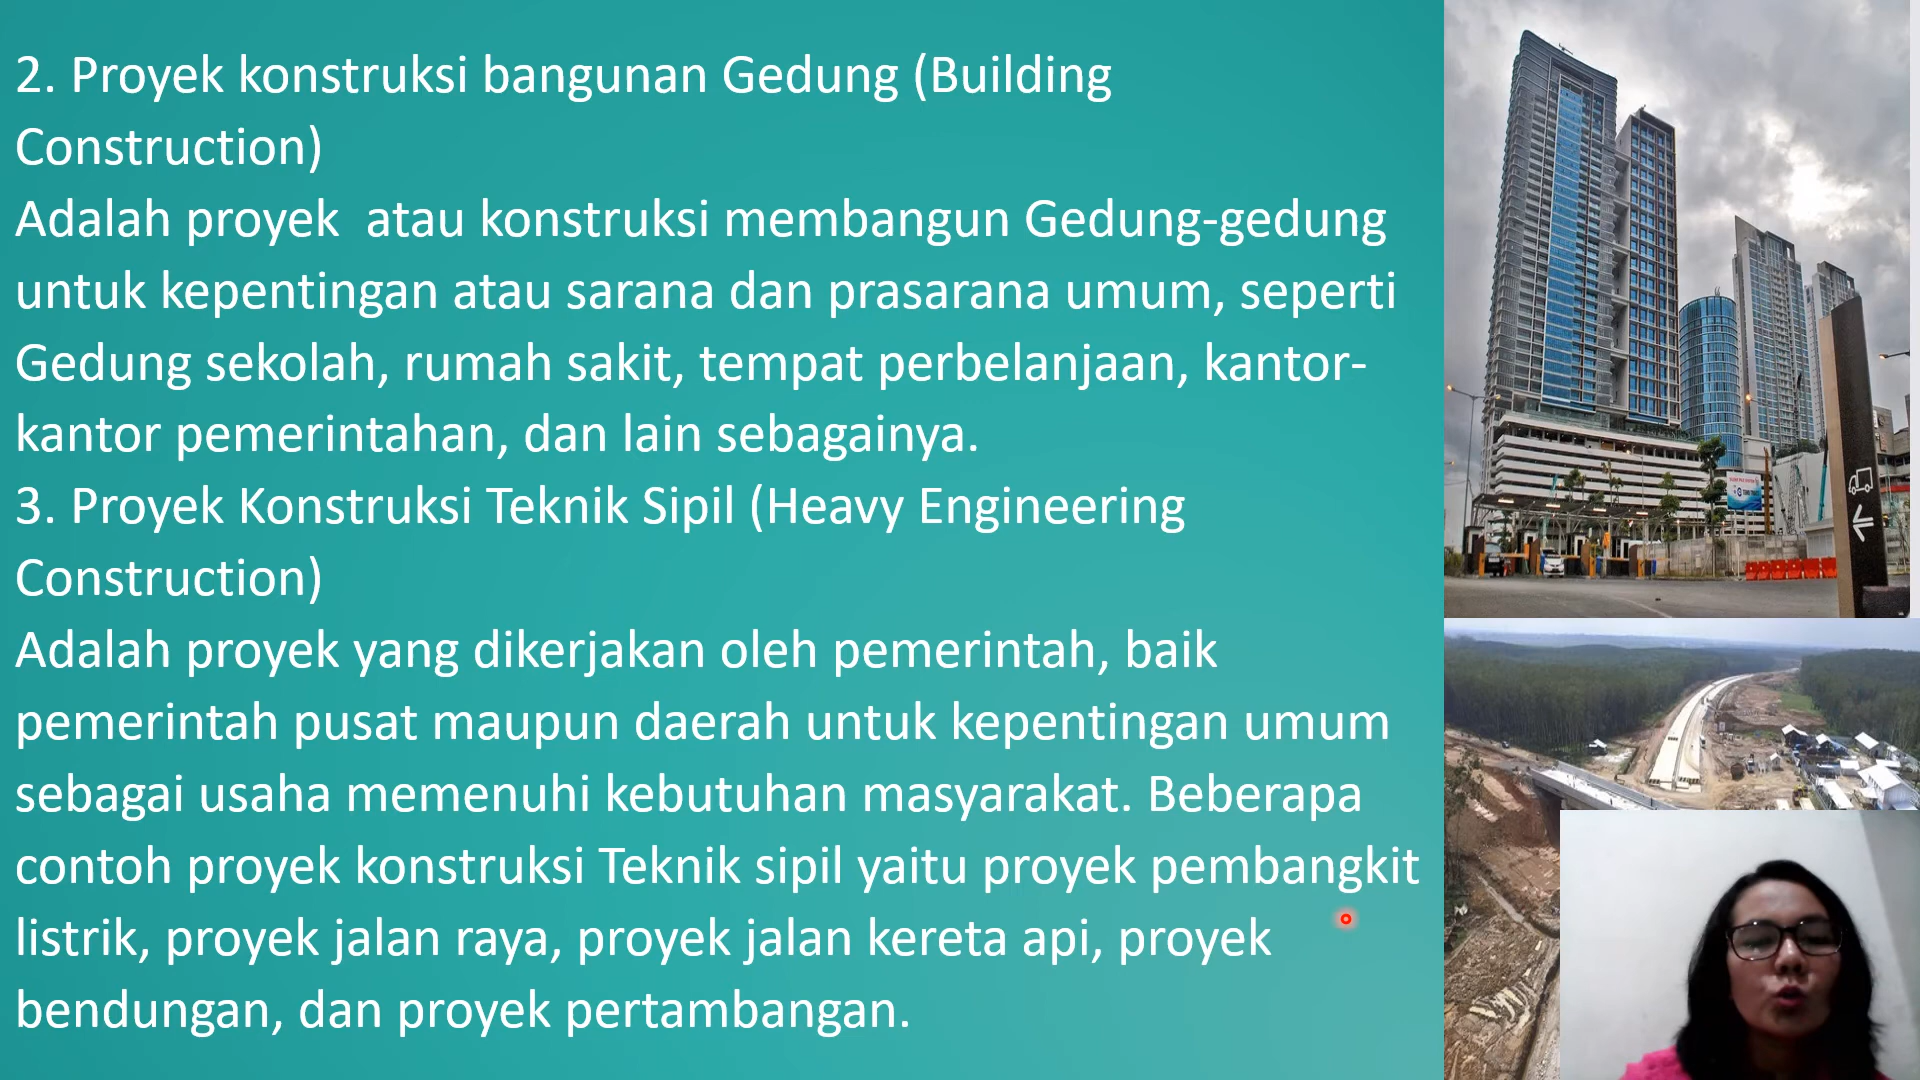 2. Proyek konstruksi bangunan Gedung (Building
Construction)
Adalah proyek  atau konstruksi membangun Gedung-gedung
untuk kepentingan atau sarana dan prasarana umum, seperti
Gedung sekolah, rumah sakit, tempat perbelanjaan, kantor-
kantor pemerintahan, dan lain sebagainya.
3. Proyek Konstruksi Teknik Sipil (Heavy Engineering
Construction)
Adalah proyek yang dikerjakan oleh pemerintah, baik
pemerintah pusat maupun daerah untuk kepentingan umum
sebagai usaha memenuhi kebutuhan masyarakat. Beberapa
contoh proyek konstruksi Teknik sipil yaitu proyek pembangkit
listrik, proyek jalan raya, proyek jalan kereta api, proyek
bendungan, dan proyek pertambangan.